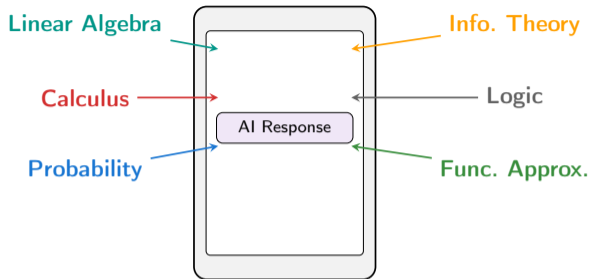 Linear Algebra
Info. Theory
Calculus
Logic
AI Response
Probability
Func. Approx.